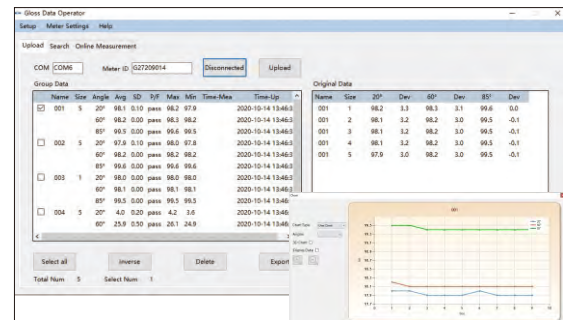 Gloss Data Operator
Setup Meter Settings Help
Upload Search Online Measurement
COM COM6 Meter ID G27209014 Disconnected Upload
Group Data
Name Size Angle Avg SD P/F Max Min Time-Mea Time-Up
001 5 20° 98.1 0.10 pass 98.2 97.9 2020-10-14 13:46:3
60° 98.2 0.00 pass 98.3 98.2 2020-10-14 13:46:3
85° 99.5 0.00 pass 99.6 99.5 2020-10-14 13:46:3
002 5 20° 97.9 0.10 pass 98.0 97.8 2020-10-14 13:46:3
60° 98.2 0.00 pass 98.2 98.2 2020-10-14 13:46:3
85° 99.6 0.00 pass 99.6 99.6 2020-10-14 13:46:3
003 1 20° 98.0 0.00 pass 98.0 98.0 2020-10-14 13:46:3
60° 98.1 0.00 pass 98.1 98.1 2020-10-14 13:46:3
85° 99.5 0.00 pass 99.5 99.5 2020-10-14 13:46:3
004 5 20° 4.0 0.20 pass 4.2 3.6 2020-10-14 13:46
60° 25.9 0.50 pass 26.1 24.9 2020-10-14 13:46
Select all Inverse Delete Export
Total Num 5 Select Num 1
Original Data
Name Size 20° Dev 60° Dev 85° Dev
001 1 98.2 3.3 98.3 3.1 99.6 0.0
001 2 98.1 3.2 98.2 3.0 99.5 -0.1
001 3 98.1 3.2 98.2 3.0 99.5 -0.1
001 4 98.1 3.2 98.2 3.0 99.5 -0.1
001 5 97.9 3.0 98.2 3.0 99.5 -0.1
001